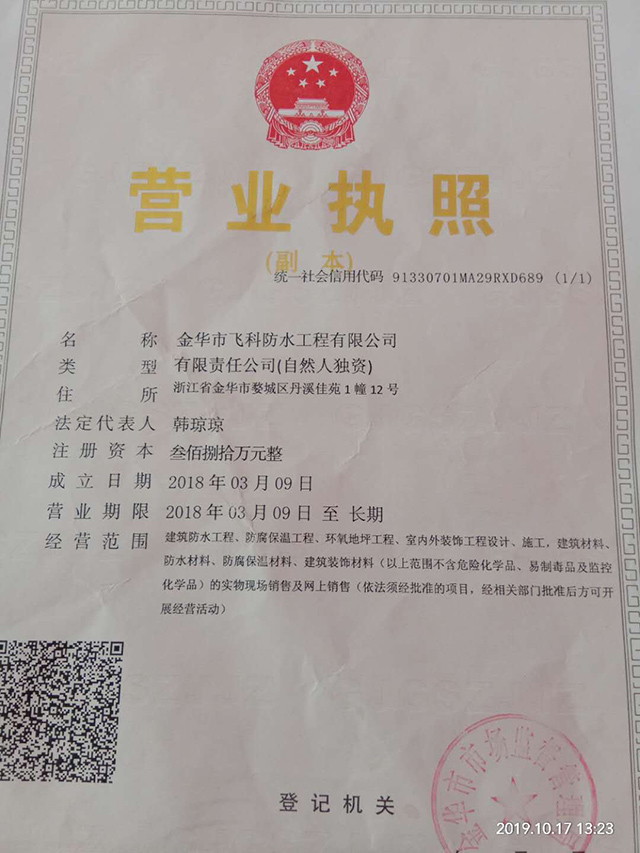 营业执照
(副本)
统一社会信用代码 91330701MA29RXD689 (1/1)
名称 金华市飞科防水工程有限公司
类型 有限责任公司(自然人独资)
住所 浙江省金华市婺城区丹溪佳苑1幢12号
法定代表人 韩琼琼
注册资本 叁佰捌拾万元整
成立日期 2018年03月09日
营业期限 2018年03月09日至长期
经营范围 建筑防水工程、防腐保温工程、环氧地坪工程、室内外装饰工程设计、施工，建筑材料、
防水材料、防腐保温材料、建筑装饰材料（以上范围不含危险化学品、易制毒品及监控
化学品）的实物现场销售及网上销售（依法须经批准的项目，经相关部门批准后方可开
展经营活动）
登记机关
金华市市场监督管理
2019.10.17 13:23